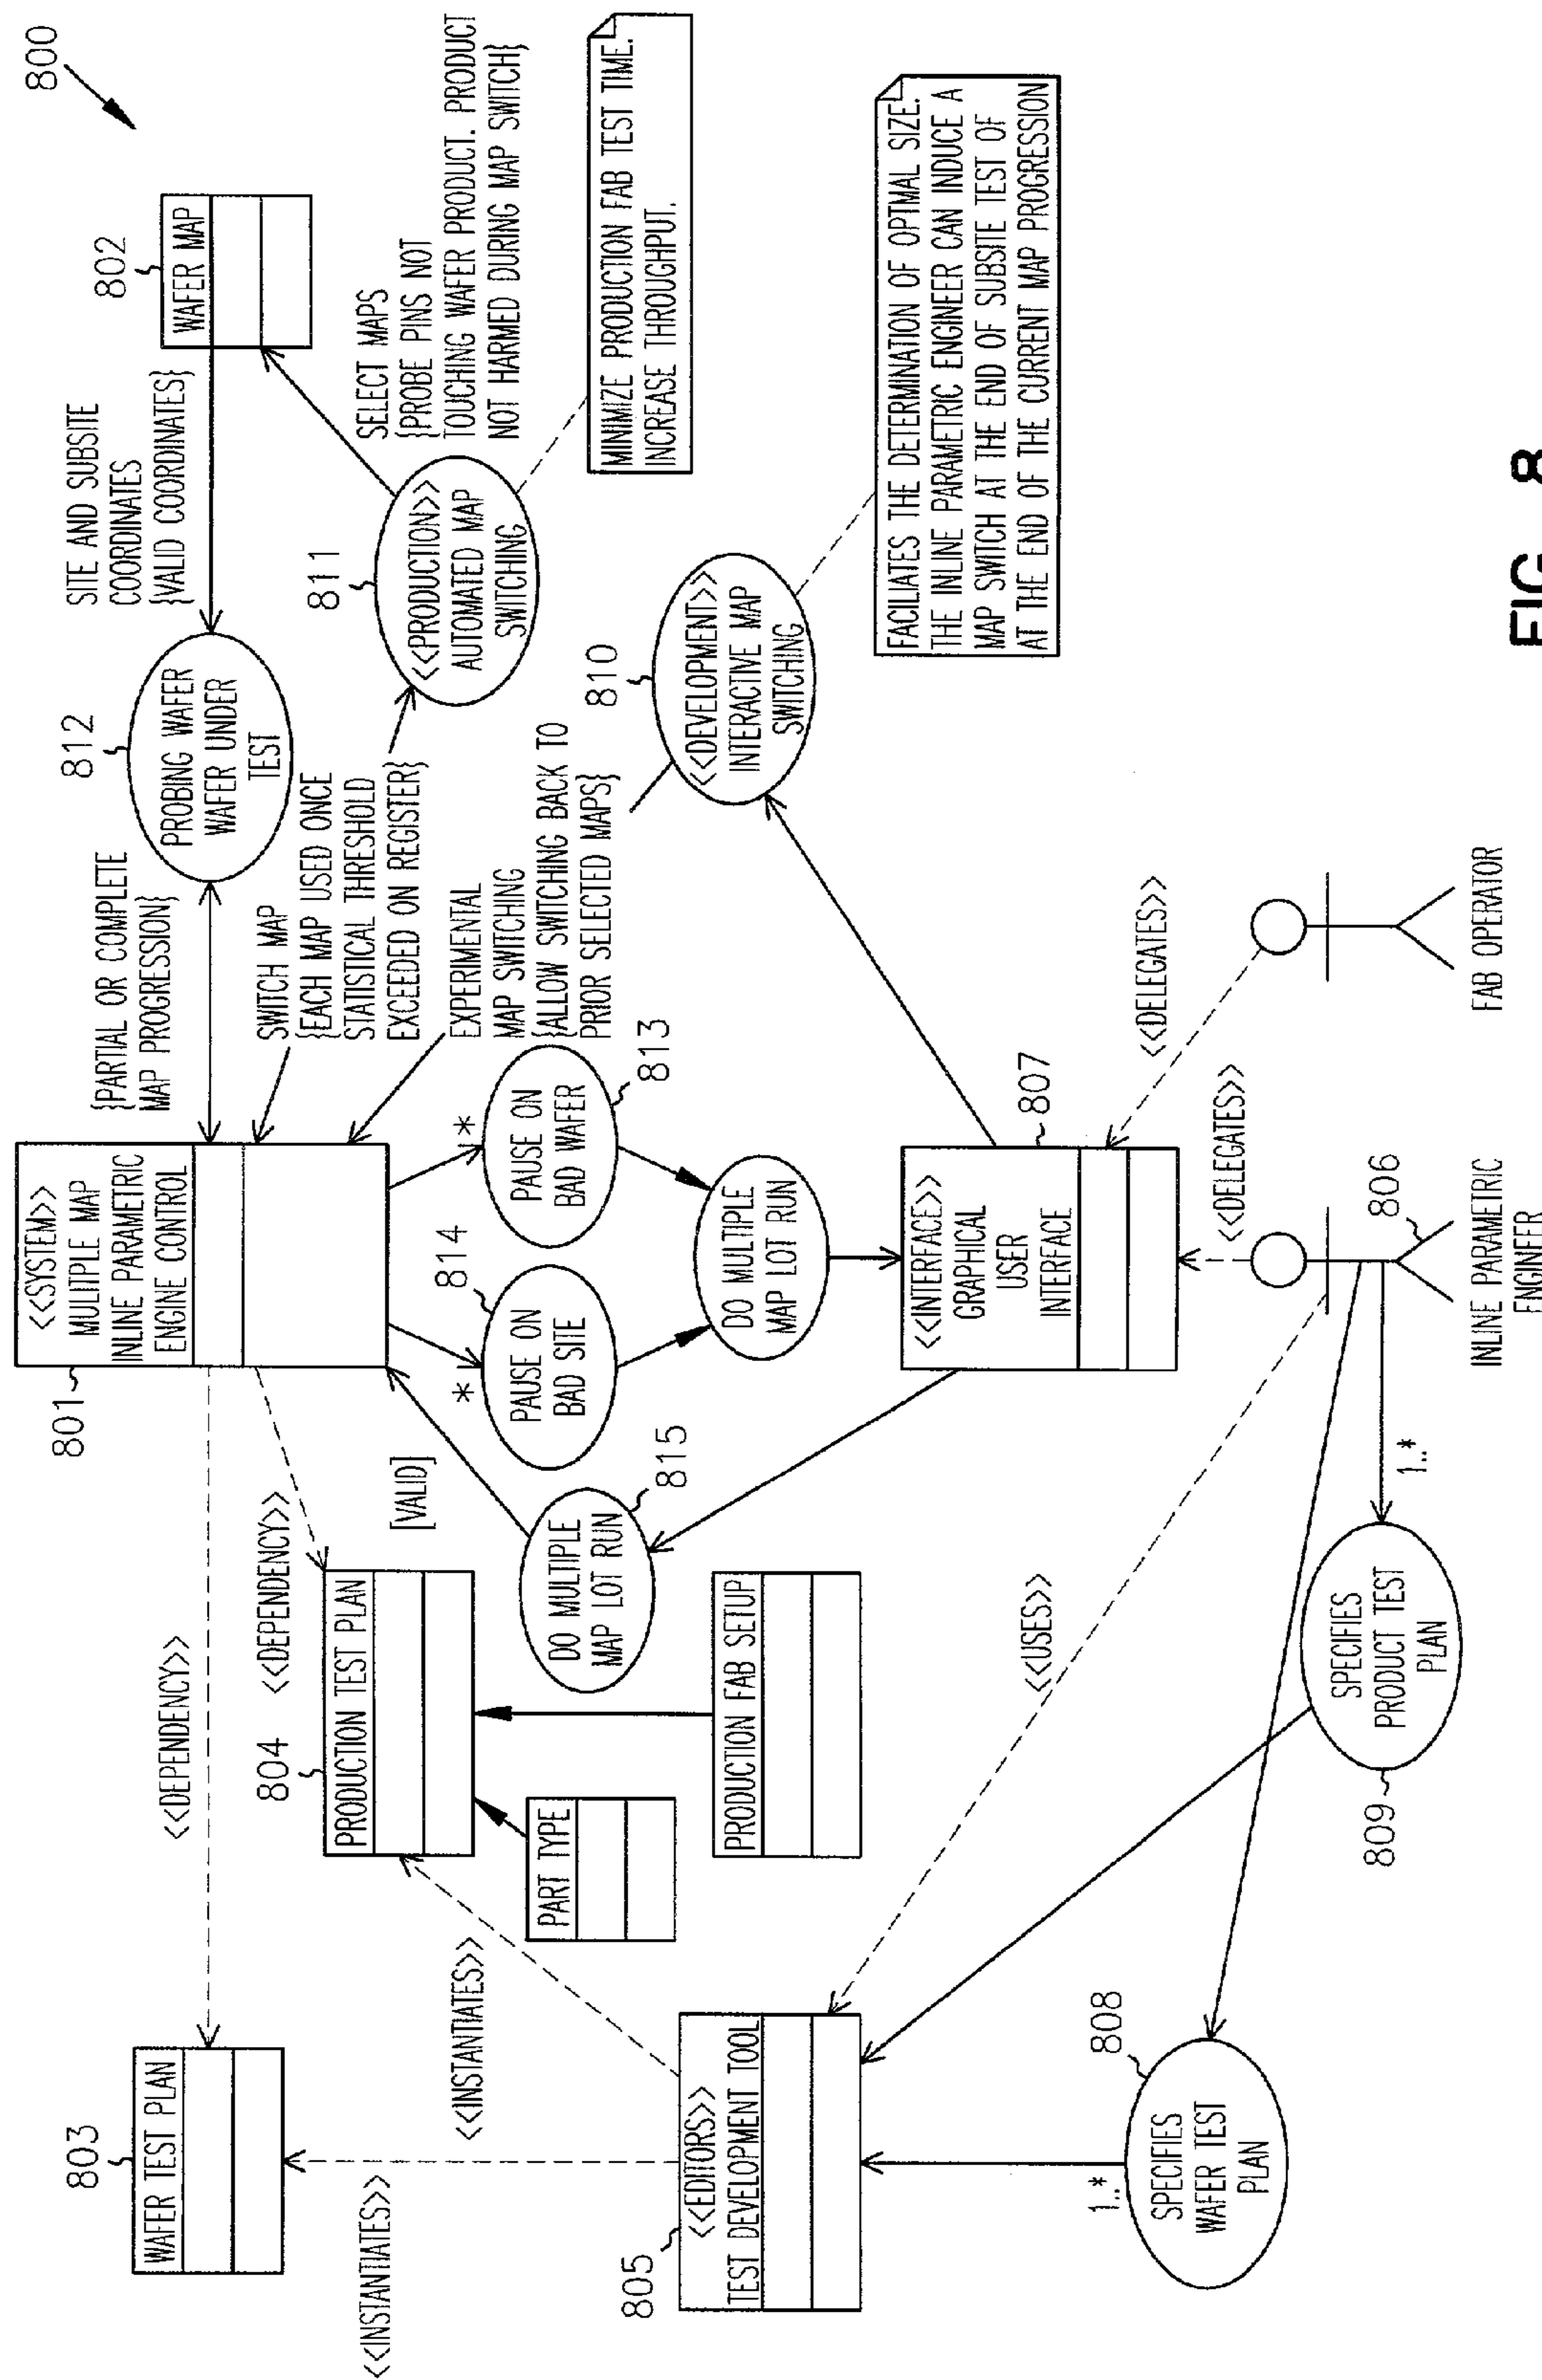 800
802
WAFER MAP
SITE AND SUBSITE
COORDINATES
{VALID COORDINATES}
812
PROBING WAFER
WAFER UNDER
TEST
{PARTIAL OR COMPLETE
MAP PROGRESSION}
811
<<PRODUCTION>>
AUTOMATED MAP
SWITCHING
SELECT MAPS
{PROBE PINS NOT
TOUCHING WAFER PRODUCT. PRODUCT
NOT HARMED DURING MAP SWITCH}
MINIMIZE PRODUCTION FAB TEST TIME.
INCREASE THROUGHPUT.
SWITCH MAP
{EACH MAP USED ONCE
STATISTICAL THRESHOLD
EXCEEDED ON REGISTER}
EXPERIMENTAL
MAP SWITCHING
{ALLOW SWITCHING BACK TO
PRIOR SELECTED MAPS}
810
<<DEVELOPMENT>>
INTERACTIVE MAP
SWITCHING
FACILIATES THE DETERMINATION OF OPTMAL SIZE.
THE INLINE PARAMETRIC ENGINEER CAN INDUCE A
MAP SWITCH AT THE END OF SUBSITE TEST OF
AT THE END OF THE CURRENT MAP PROGRESSION
801
<<SYSTEM>>
MULTIPLE MAP
INLINE PARAMETRIC
ENGINE CONTROL
*
*
814
PAUSE ON
BAD SITE
813
PAUSE ON
BAD WAFER
DO MULTIPLE
MAP LOT RUN
[VALID]
815
DO MULTIPLE
MAP LOT RUN
807
<<INTERFACE>>
GRAPHICAL
USER
INTERFACE
<<DELEGATES>>
<<DELEGATES>>
FAB OPERATOR
806
INLINE PARAMETRIC
ENGINEER
<<DEPENDENCY>>
<<DEPENDENCY>>
803
WAFER TEST PLAN
804
PRODUCTION TEST PLAN
PART TYPE
PRODUCTION FAB SETUP
<<INSTANTIATES>>
<<INSTANTIATES>>
805
<<EDITORS>>
TEST DEVELOPMENT TOOL
<<USES>>
1..*
808
SPECIFIES
WAFER TEST
PLAN
1..*
809
SPECIFIES
PRODUCT TEST
PLAN
FIG. 8